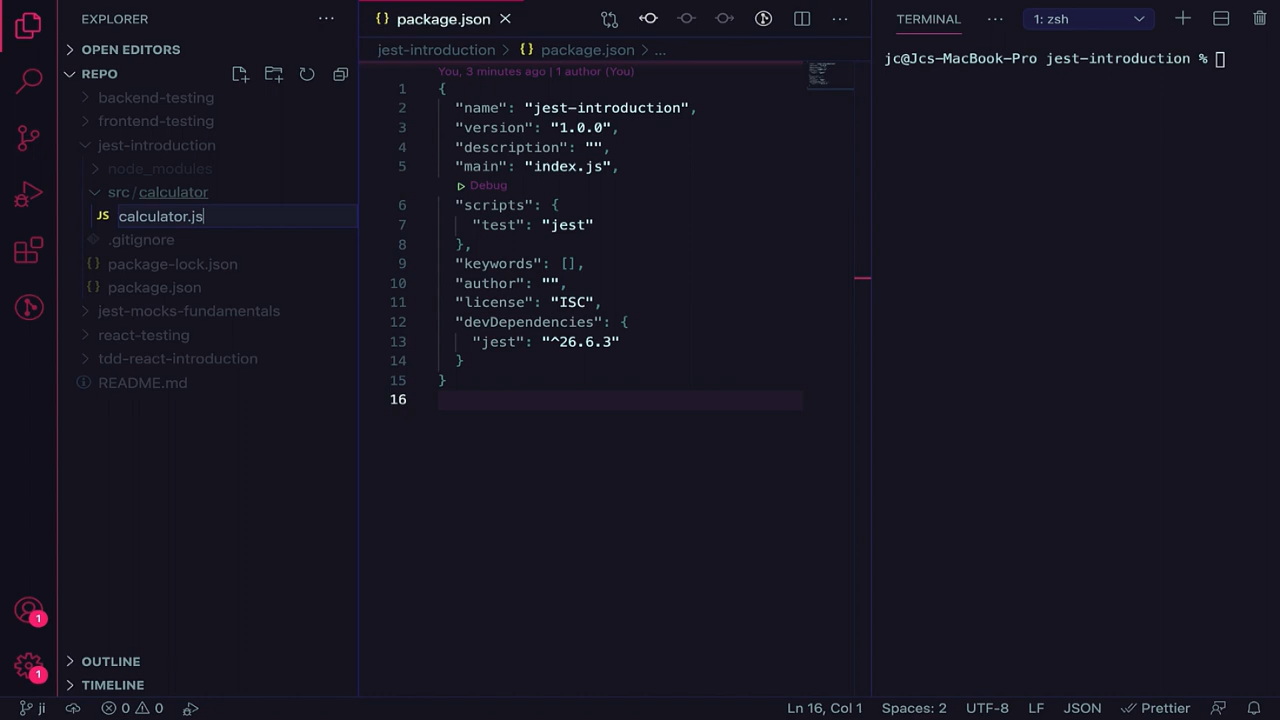 EXPLORER
OPEN EDITORS
REPO
backend-testing
frontend-testing
jest-introduction
node_modules
src/calculator
JS calculator.js
.gitignore
{} package-lock.json
{} package.json
jest-mocks-fundamentals
react-testing
tdd-react-introduction
README.md
OUTLINE
TIMELINE
1
1
{} package.json
jest-introduction > {} package.json > ...
You, 3 minutes ago | 1 author (You)
1 {
2 "name": "jest-introduction",
3 "version": "1.0.0",
4 "description": "",
5 "main": "index.js",
Debug
6 "scripts": {
7 "test": "jest"
8 },
9 "keywords": [],
10 "author": "",
11 "license": "ISC",
12 "devDependencies": {
13 "jest": "^26.6.3"
14 }
15 }
16
TERMINAL ... 1: zsh
jc@Jcs-MacBook-Pro jest-introduction %
ji 0 0 Ln 16, Col 1 Spaces: 2 UTF-8 LF JSON Prettier